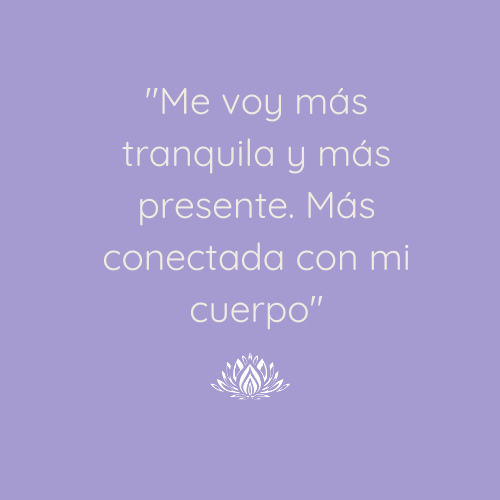 "Me voy más
tranquila y más
presente. Más
conectada con mi
cuerpo"